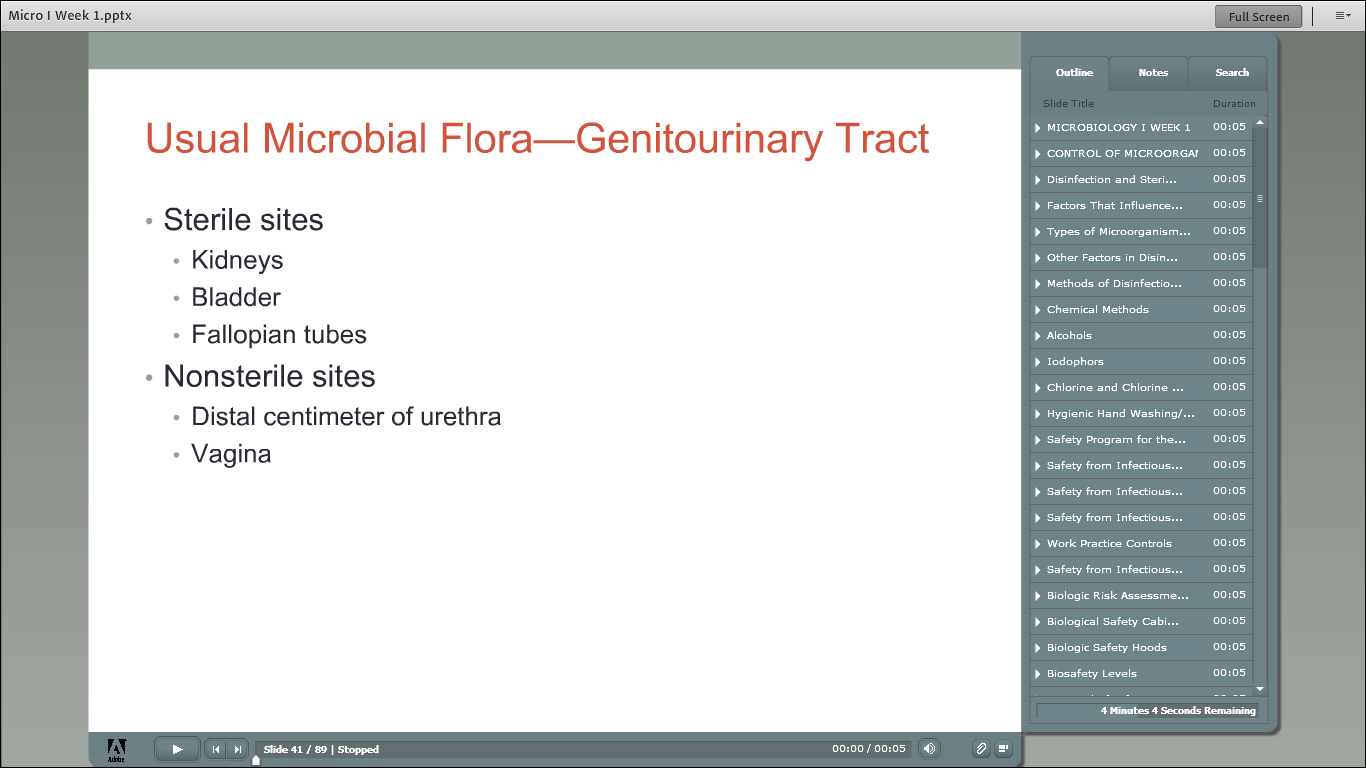 Micro I Week 1.pptx
Full Screen
Usual Microbial Flora—Genitourinary Tract
• Sterile sites
• Kidneys
• Bladder
• Fallopian tubes
• Nonsterile sites
• Distal centimeter of urethra
• Vagina
Outline Notes Search
Slide Title Duration
MICROBIOLOGY I WEEK 1 00:05
CONTROL OF MICROORGAN 00:05
Disinfection and Steri... 00:05
Factors That Influence... 00:05
Types of Microorganism... 00:05
Other Factors in Disin... 00:05
Methods of Disinfectio... 00:05
Chemical Methods 00:05
Alcohols 00:05
Iodophors 00:05
Chlorine and Chlorine ... 00:05
Hygienic Hand Washing/... 00:05
Safety Program for the... 00:05
Safety from Infectious... 00:05
Safety from Infectious... 00:05
Safety from Infectious... 00:05
Work Practice Controls 00:05
Safety from Infectious... 00:05
Biologic Risk Assessme... 00:05
Biological Safety Cabi... 00:05
Biologic Safety Hoods 00:05
Biosafety Levels 00:05
4 Minutes 4 Seconds Remaining
Adobe
Slide 41 / 89 | Stopped 00:00 / 00:05